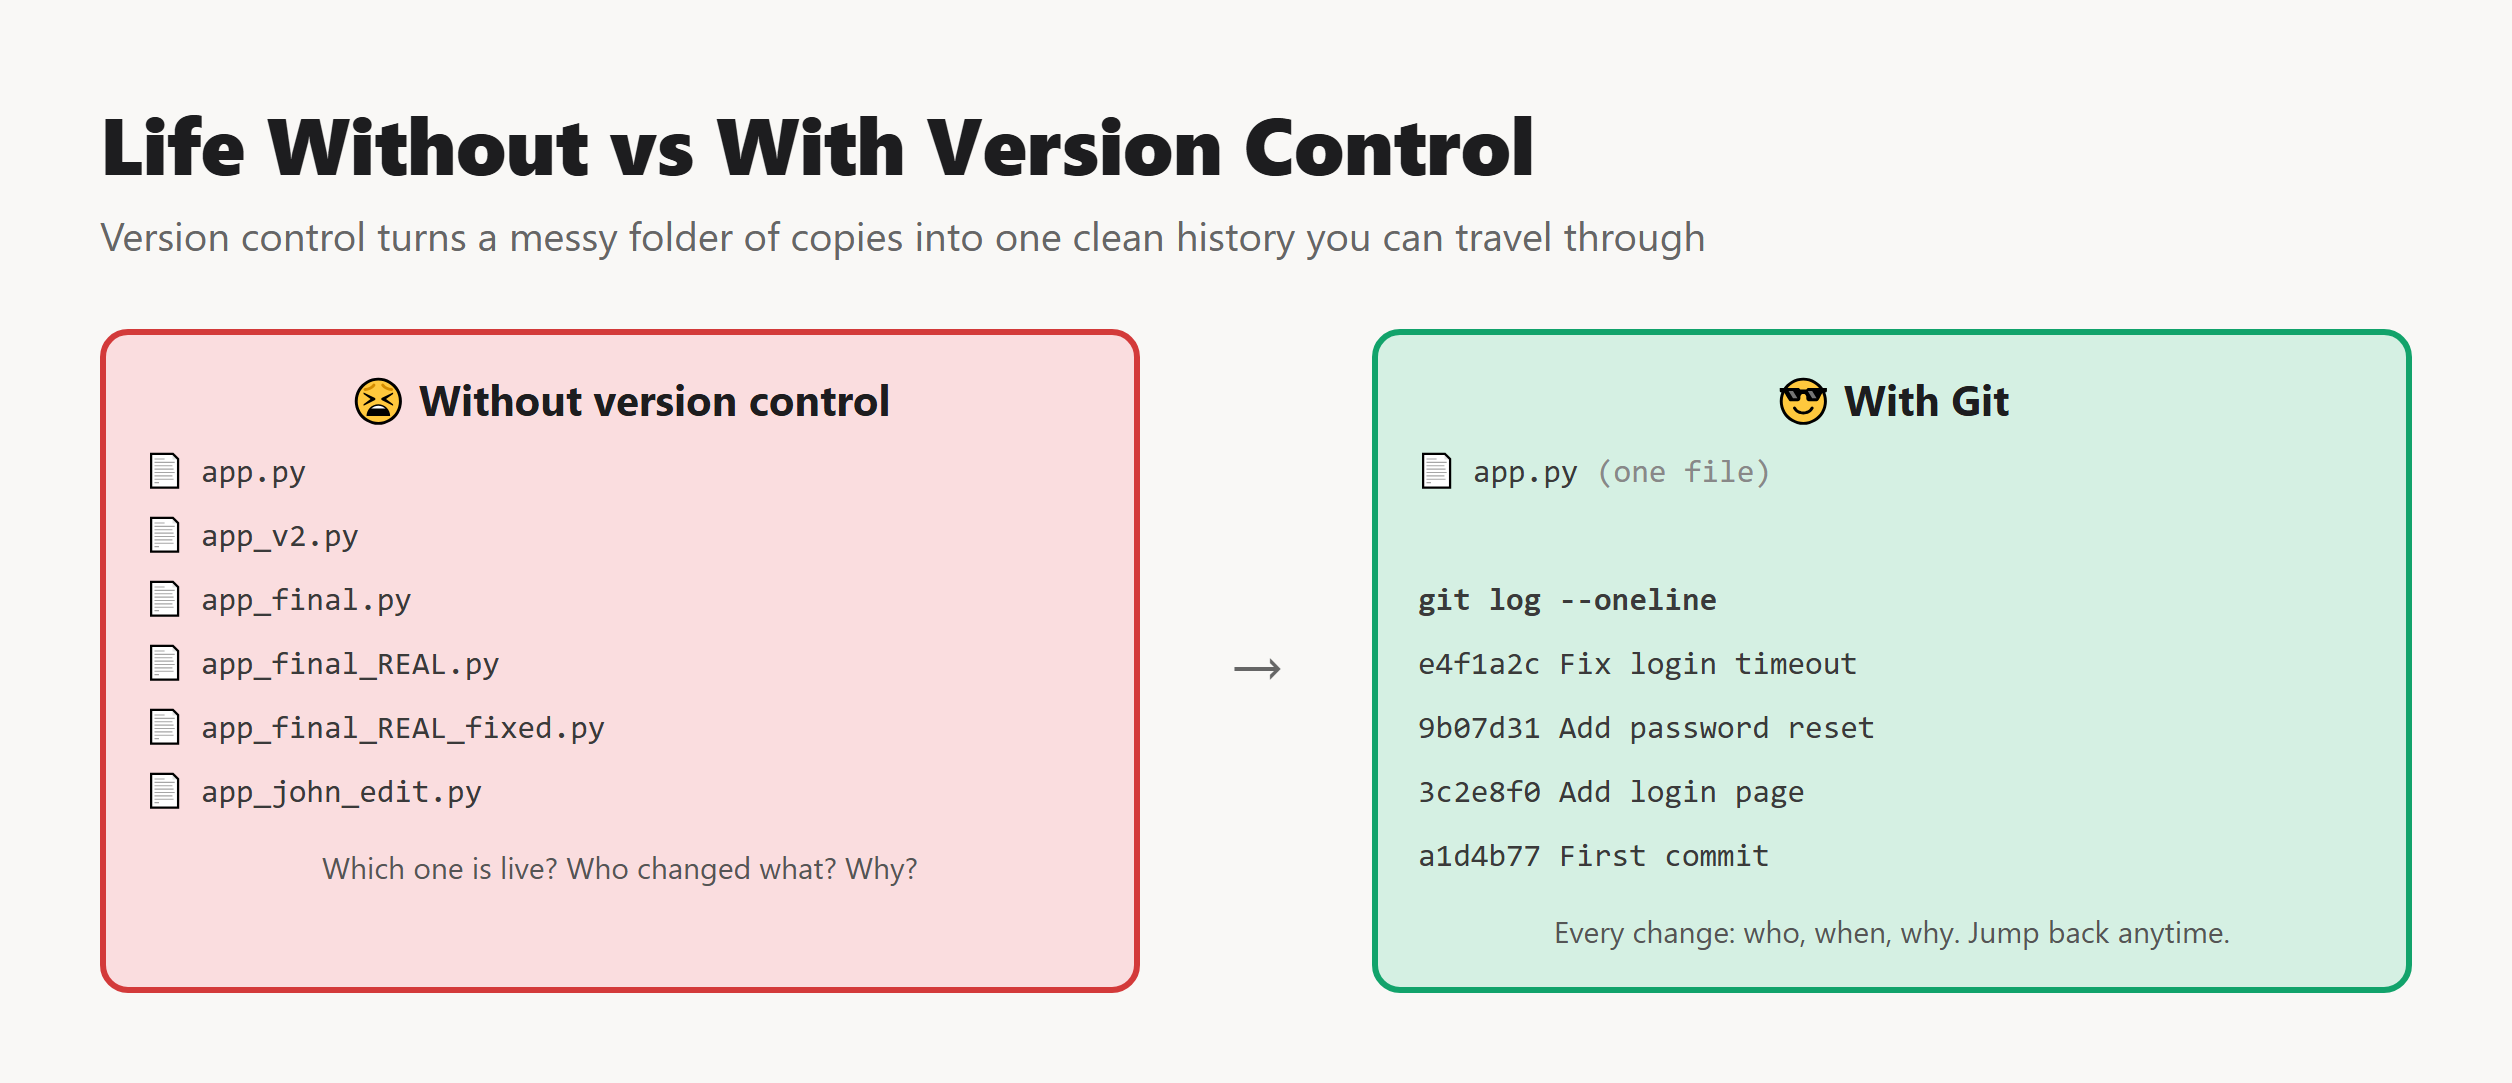 Life Without vs With Version Control
Version control turns a messy folder of copies into one clean history you can travel through
Without version control
app.py
app_v2.py
app_final.py
app_final_REAL.py
app_final_REAL_fixed.py
app_john_edit.py
Which one is live? Who changed what? Why?
→
With Git
app.py (one file)
git log --oneline
e4f1a2c Fix login timeout
9b07d31 Add password reset
3c2e8f0 Add login page
a1d4b77 First commit
Every change: who, when, why. Jump back anytime.